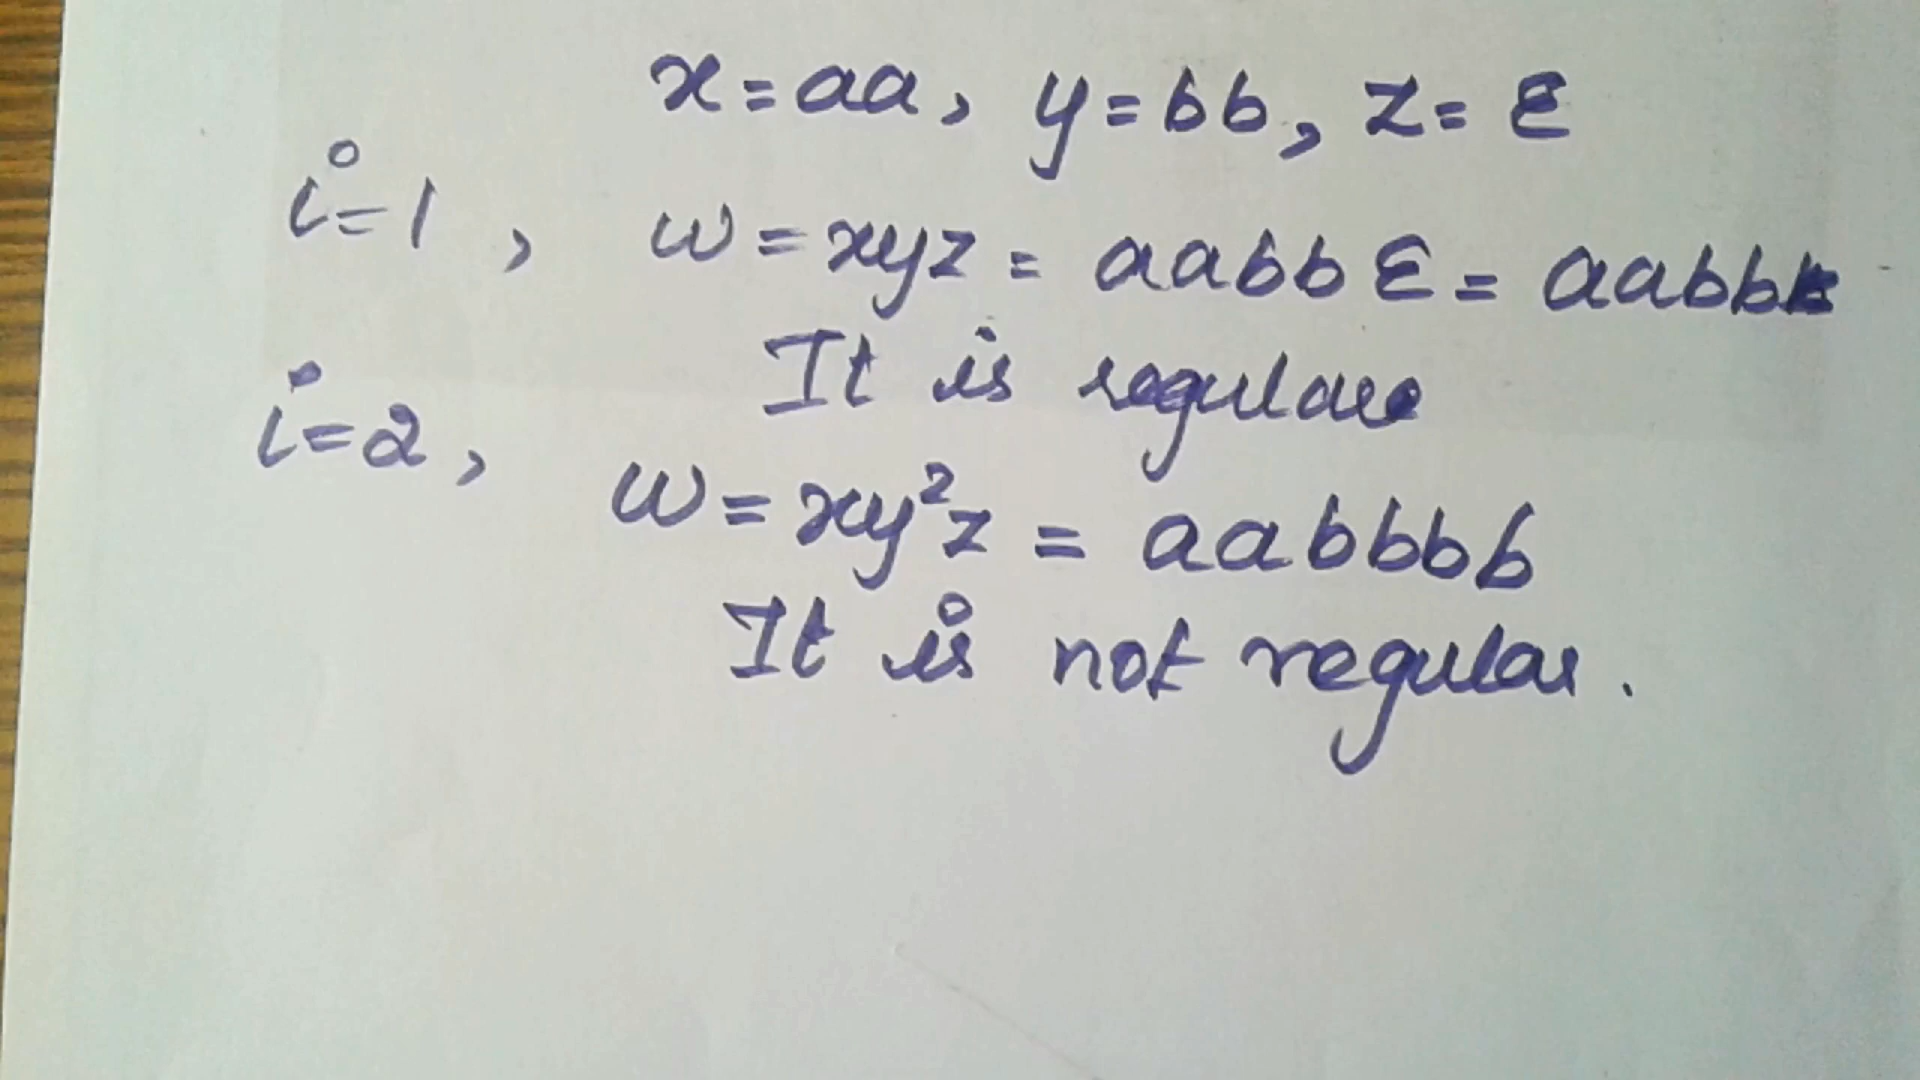 x = aa, y = bb, z = ε
i=1, w = xyz = aabb ε = aabb
It is regular
i=2, w = xy²z = aabbbb
It is not regular.